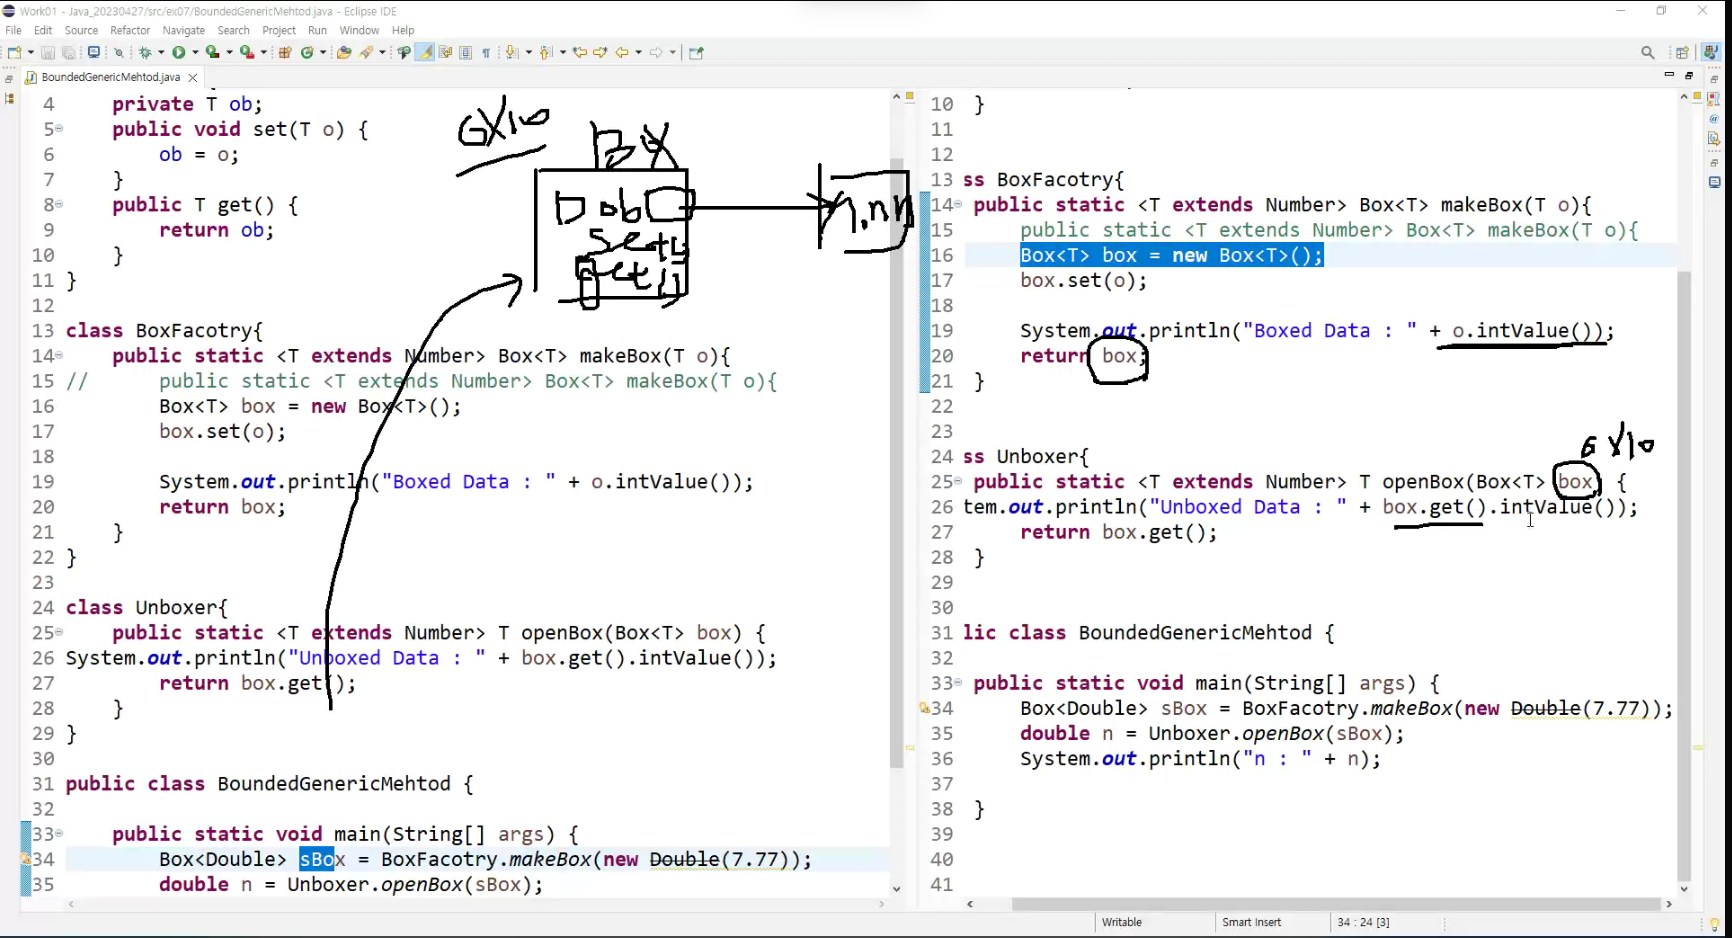 Work01 - Java_20230427/src/ex07/BoundedGenericMehtod.java - Eclipse IDE
File Edit Source Refactor Navigate Search Project Run Window Help
BoundedGenericMehtod.java
4 private T ob;
5 public void set(T o) {
6 ob = o;
7 }
8 public T get() {
9 return ob;
10 }
11 }
12
13 class BoxFacotry{
14 public static <T extends Number> Box<T> makeBox(T o){
15 // public static <T extends Number> Box<T> makeBox(T o){
16 Box<T> box = new Box<T>();
17 box.set(o);
18
19 System.out.println("Boxed Data : " + o.intValue());
20 return box;
21 }
22 }
23
24 class Unboxer{
25 public static <T extends Number> T openBox(Box<T> box) {
26 System.out.println("Unboxed Data : " + box.get().intValue());
27 return box.get();
28 }
29 }
30
31 public class BoundedGenericMehtod {
32
33 public static void main(String[] args) {
34 Box<Double> sBox = BoxFacotry.makeBox(new Double(7.77));
35 double n = Unboxer.openBox(sBox);
D ob
set()
get()
10 }
11
12
13 ss BoxFacotry{
14 public static <T extends Number> Box<T> makeBox(T o){
15 public static <T extends Number> Box<T> makeBox(T o){
16 Box<T> box = new Box<T>();
17 box.set(o);
18
19 System.out.println("Boxed Data : " + o.intValue());
20 return box;
21 }
22
23
24 ss Unboxer{
25 public static <T extends Number> T openBox(Box<T> box) {
26 tem.out.println("Unboxed Data : " + box.get().intValue());
27 return box.get();
28 }
29
30
31 lic class BoundedGenericMehtod {
32
33 public static void main(String[] args) {
34 Box<Double> sBox = BoxFacotry.makeBox(new Double(7.77));
35 double n = Unboxer.openBox(sBox);
36 System.out.println("n : " + n);
37
38 }
39
40
41
Writable Smart Insert 34 : 24 [3]